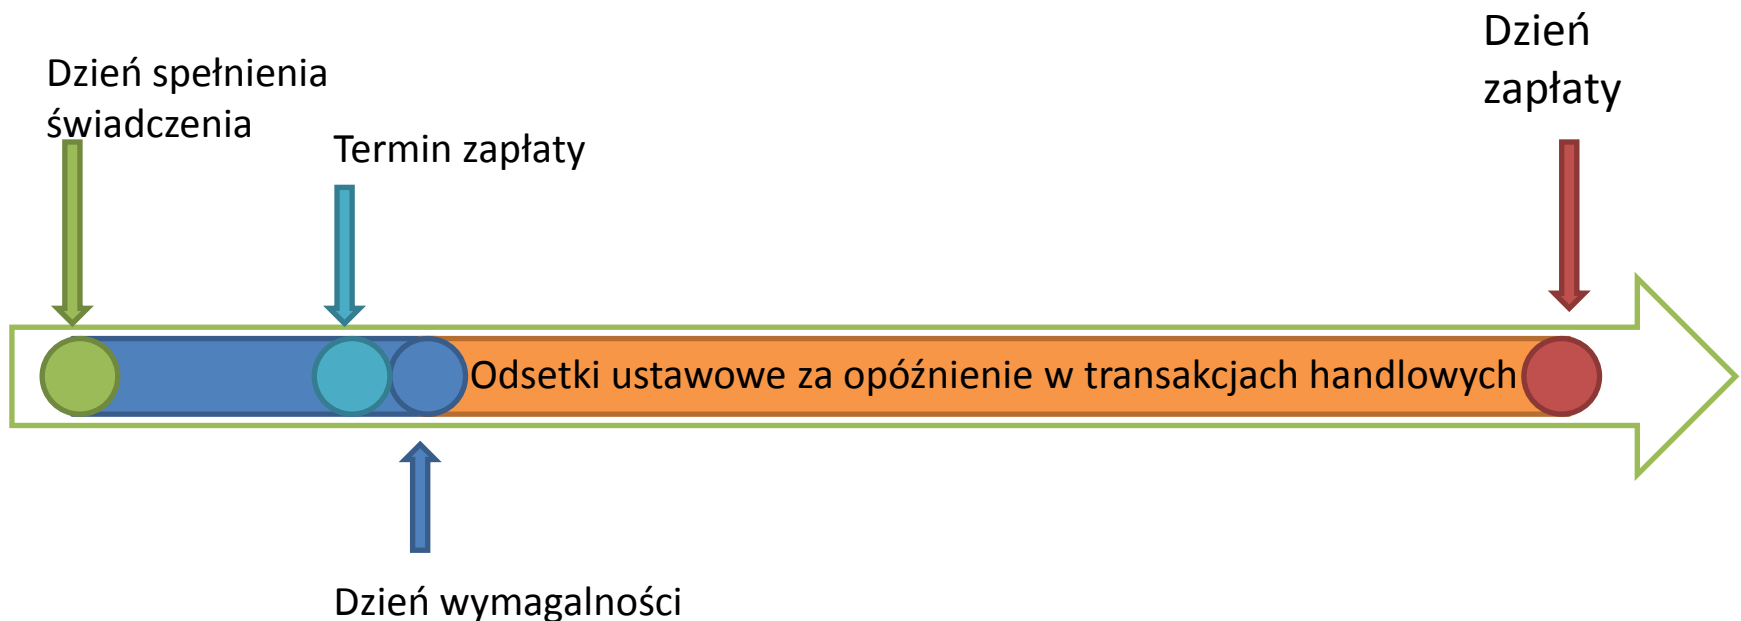 Dzień spełnienia
świadczenia
Termin zapłaty
Dzień
zapłaty
Odsetki ustawowe za opóźnienie w transakcjach handlowych
Dzień wymagalności